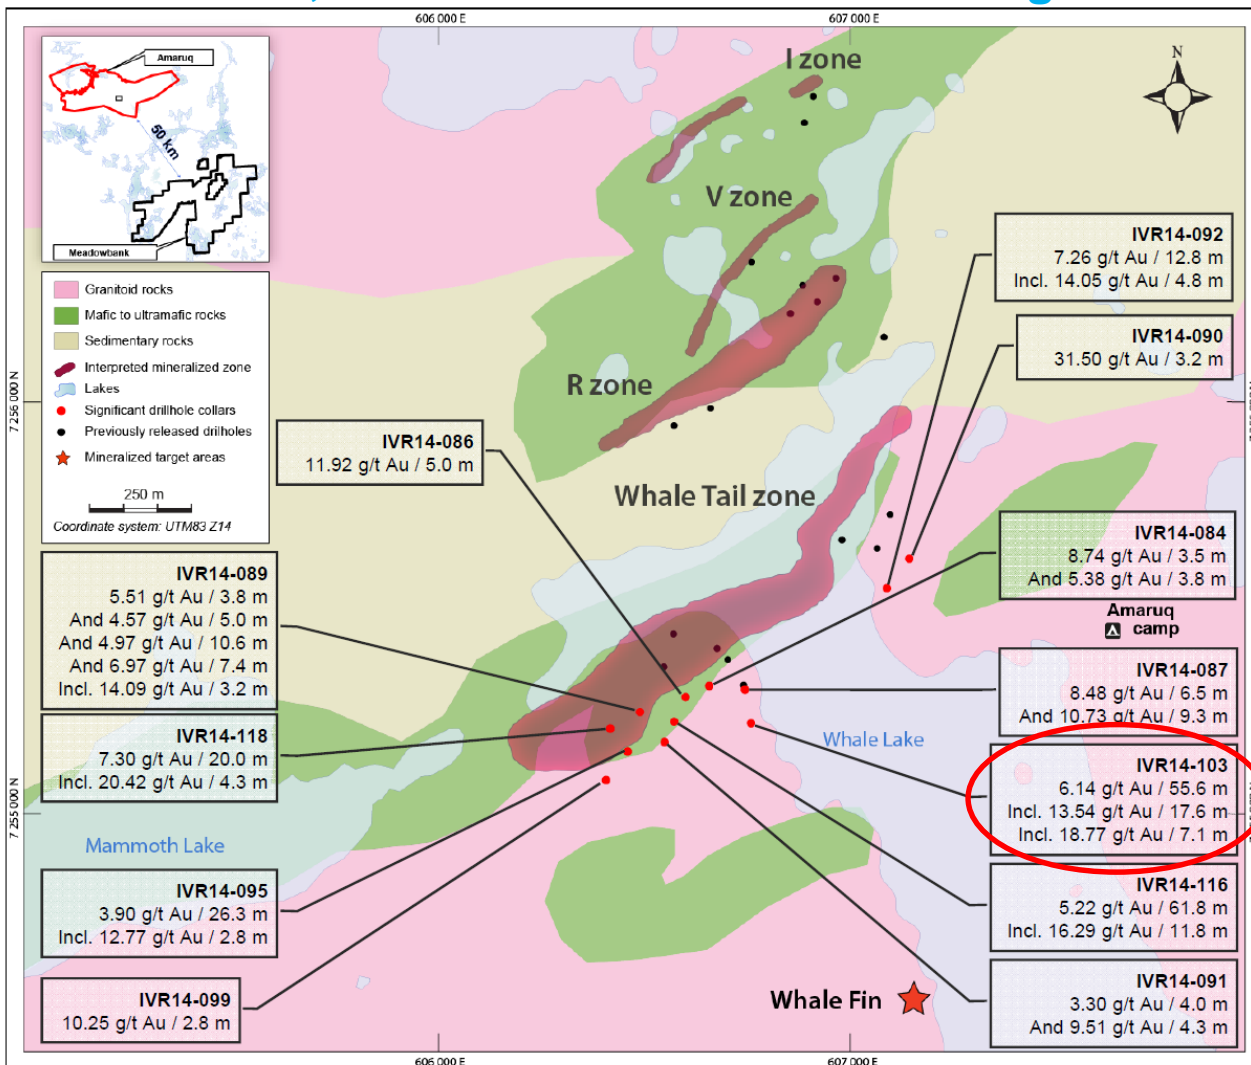 606 000 E
607 000 E
Amaruq
50 km
Meadowbank
N
I zone
V zone
R zone
Whale Tail zone
Granitoid rocks
Mafic to ultramafic rocks
Sedimentary rocks
Interpreted mineralized zone
Lakes
Significant drillhole collars
Previously released drillholes
Mineralized target areas
250 m
Coordinate system: UTM83 Z14
7 256 000 N
7 255 000 N
IVR14-092
7.26 g/t Au / 12.8 m
Incl. 14.05 g/t Au / 4.8 m
IVR14-090
31.50 g/t Au / 3.2 m
IVR14-086
11.92 g/t Au / 5.0 m
IVR14-084
8.74 g/t Au / 3.5 m
And 5.38 g/t Au / 3.8 m
Amaruq
camp
IVR14-089
5.51 g/t Au / 3.8 m
And 4.57 g/t Au / 5.0 m
And 4.97 g/t Au / 10.6 m
And 6.97 g/t Au / 7.4 m
Incl. 14.09 g/t Au / 3.2 m
IVR14-087
8.48 g/t Au / 6.5 m
And 10.73 g/t Au / 9.3 m
IVR14-118
7.30 g/t Au / 20.0 m
Incl. 20.42 g/t Au / 4.3 m
Whale Lake
IVR14-103
6.14 g/t Au / 55.6 m
Incl. 13.54 g/t Au / 17.6 m
Incl. 18.77 g/t Au / 7.1 m
Mammoth Lake
IVR14-095
3.90 g/t Au / 26.3 m
Incl. 12.77 g/t Au / 2.8 m
IVR14-116
5.22 g/t Au / 61.8 m
Incl. 16.29 g/t Au / 11.8 m
IVR14-099
10.25 g/t Au / 2.8 m
IVR14-091
3.30 g/t Au / 4.0 m
And 9.51 g/t Au / 4.3 m
Whale Fin
606 000 E
607 000 E